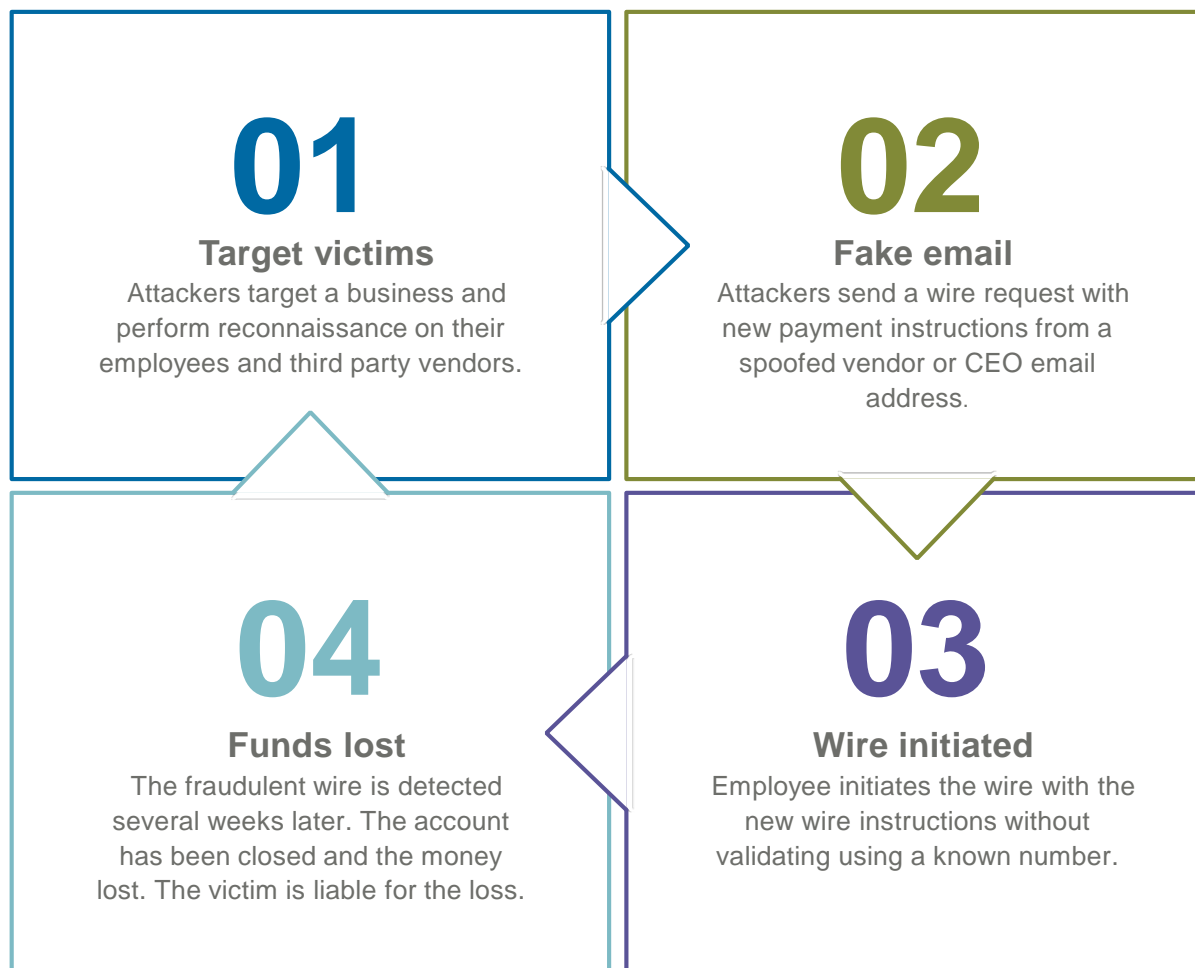 01
Target victims
Attackers target a business and
perform reconnaissance on their
employees and third party vendors.
02
Fake email
Attackers send a wire request with
new payment instructions from a
spoofed vendor or CEO email
address.
03
Wire initiated
Employee initiates the wire with the
new wire instructions without
validating using a known number.
04
Funds lost
The fraudulent wire is detected
several weeks later. The account
has been closed and the money
lost. The victim is liable for the loss.